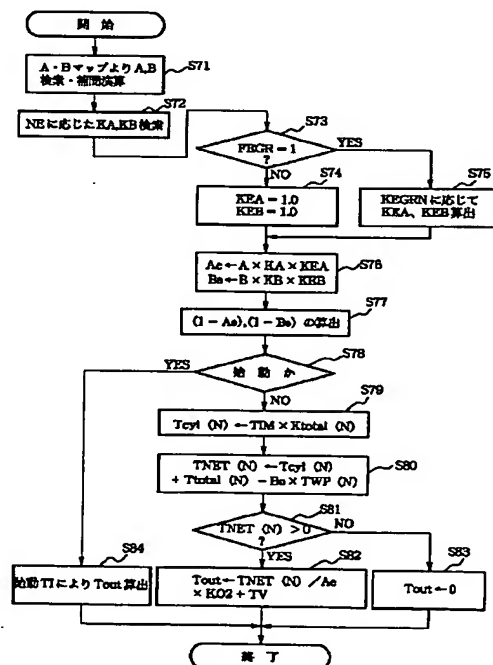 開始
A・BマップよりA,B
検索・補間演算
S71
S72
NEに応じたKA,KB検索
S73
FEGR=1
?
YES
NO
S74
KEA=1.0
KEB=1.0
S75
KEGRNに応じて
KEA、KEB算出
Ae←A×KA×KEA
Be←B×KB×KEB
S76
S77
(1-Ae),(1-Be)の算出
S78
始動か
YES
NO
S79
Tcyl (N) ←TIM×Ktotal (N)
TNET (N) ←Tcyl (N)
+Ttotal (N) -Be×TWP (N)
S80
S81
TNET (N) >0
?
NO
YES
S84
始動TIによりTout算出
S82
Tout←TNET (N) /Ae
×KO2+TV
S83
Tout←0
終了